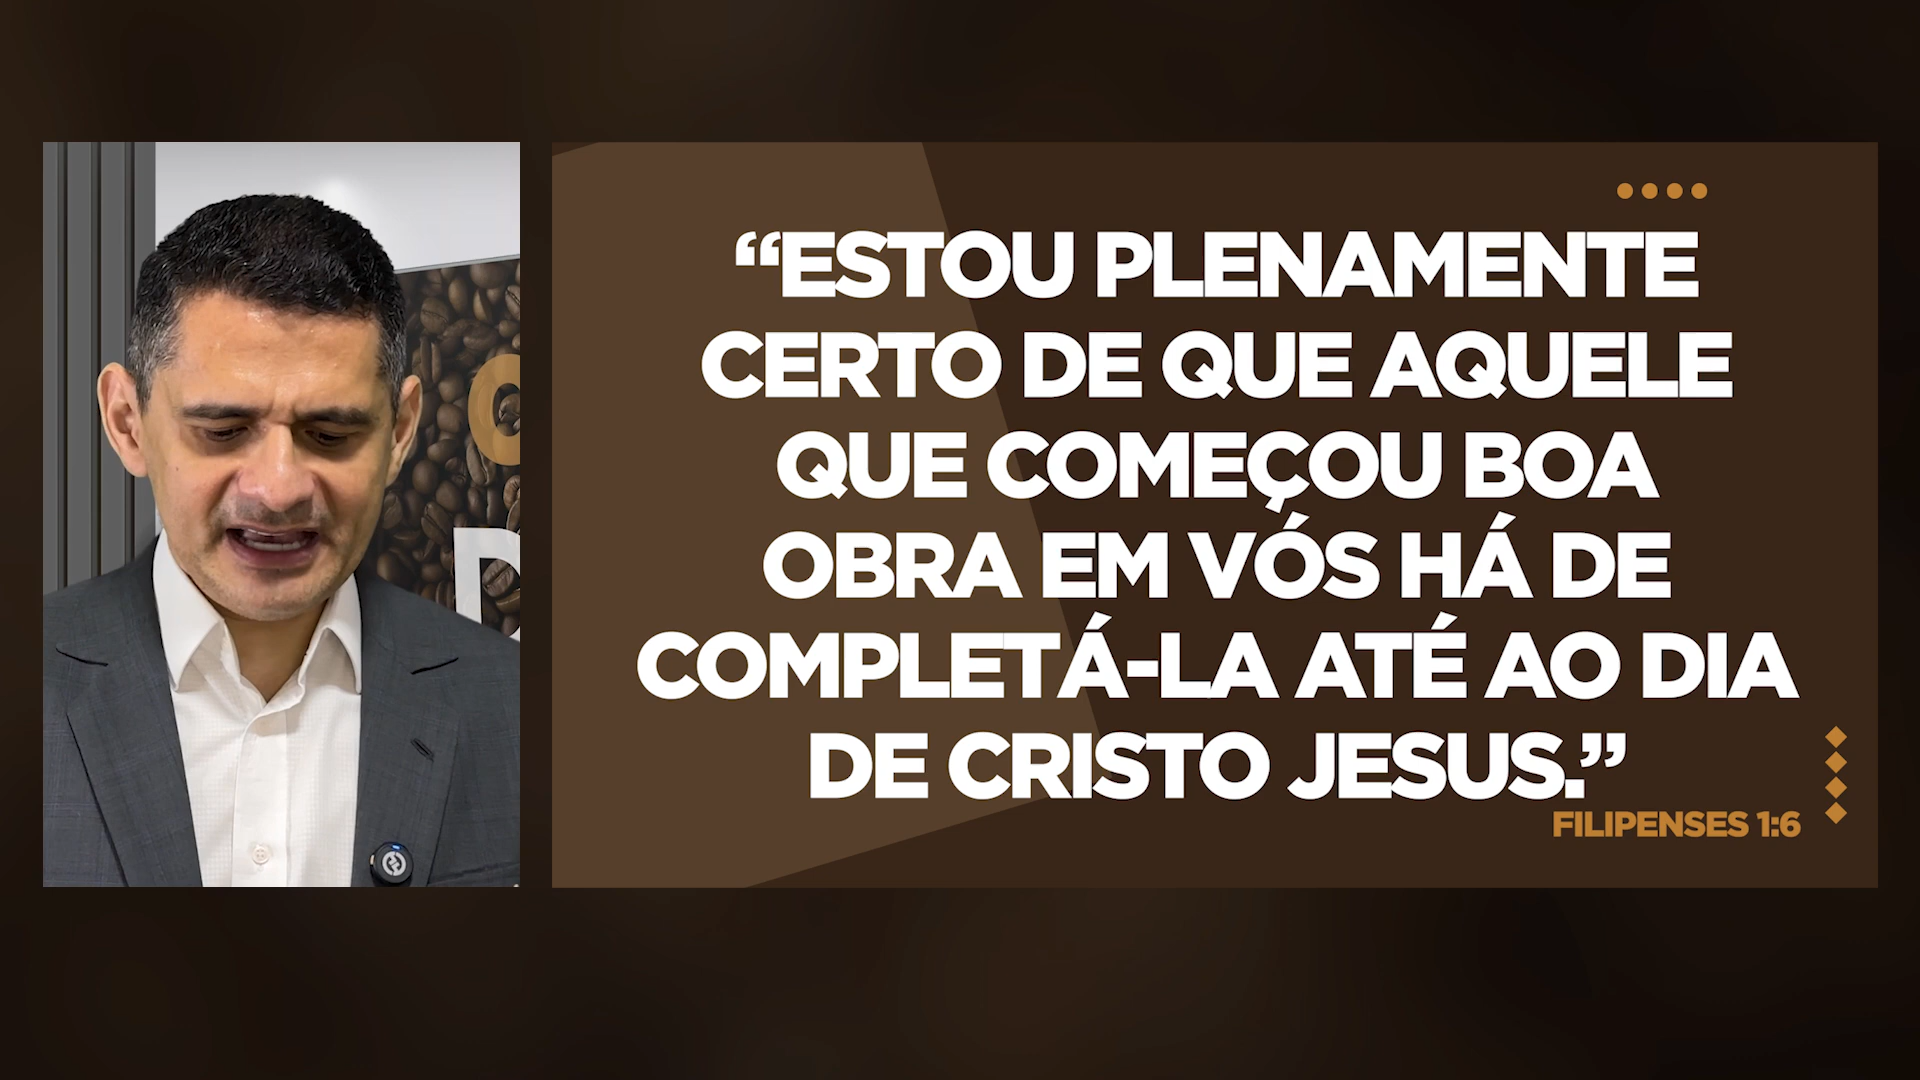 “ESTOU PLENAMENTE
CERTO DE QUE AQUELE
QUE COMEÇOU BOA
OBRA EM VÓS HÁ DE
COMPLETÁ-LA ATÉ AO DIA
DE CRISTO JESUS.”
FILIPENSES 1:6